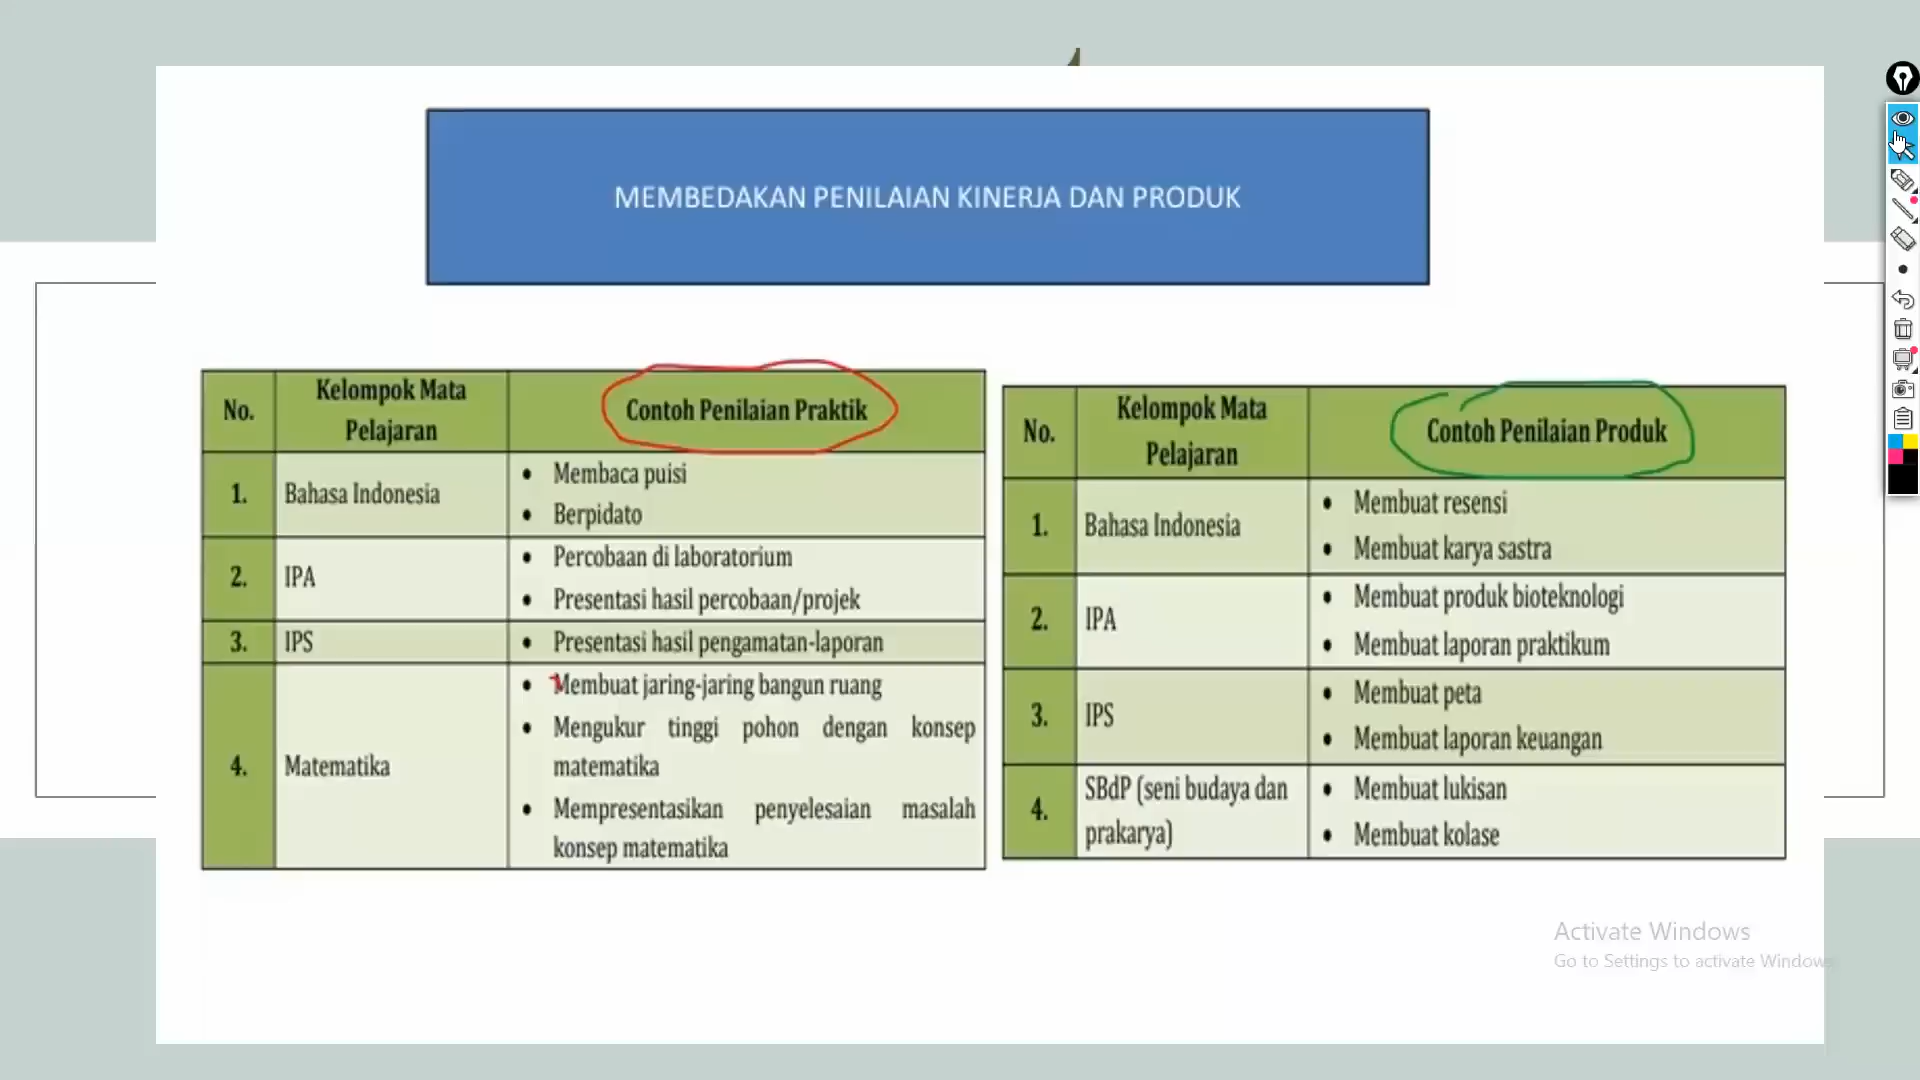 MEMBEDAKAN PENILAIAN KINERJA DAN PRODUK
No.
Kelompok Mata
Pelajaran
Contoh Penilaian Praktik
1.
Bahasa Indonesia
• Membaca puisi
• Berpidato
2.
IPA
• Percobaan di laboratorium
• Presentasi hasil percobaan/projek
3.
IPS
• Presentasi hasil pengamatan-laporan
4.
Matematika
• Membuat jaring-jaring bangun ruang
• Mengukur tinggi pohon dengan konsep
matematika
• Mempresentasikan penyelesaian masalah
konsep matematika
No.
Kelompok Mata
Pelajaran
Contoh Penilaian Produk
1.
Bahasa Indonesia
• Membuat resensi
• Membuat karya sastra
2.
IPA
• Membuat produk bioteknologi
• Membuat laporan praktikum
3.
IPS
• Membuat peta
• Membuat laporan keuangan
4.
SBdP (seni budaya dan
prakarya)
• Membuat lukisan
• Membuat kolase
Activate Windows
Go to Settings to activate Windows